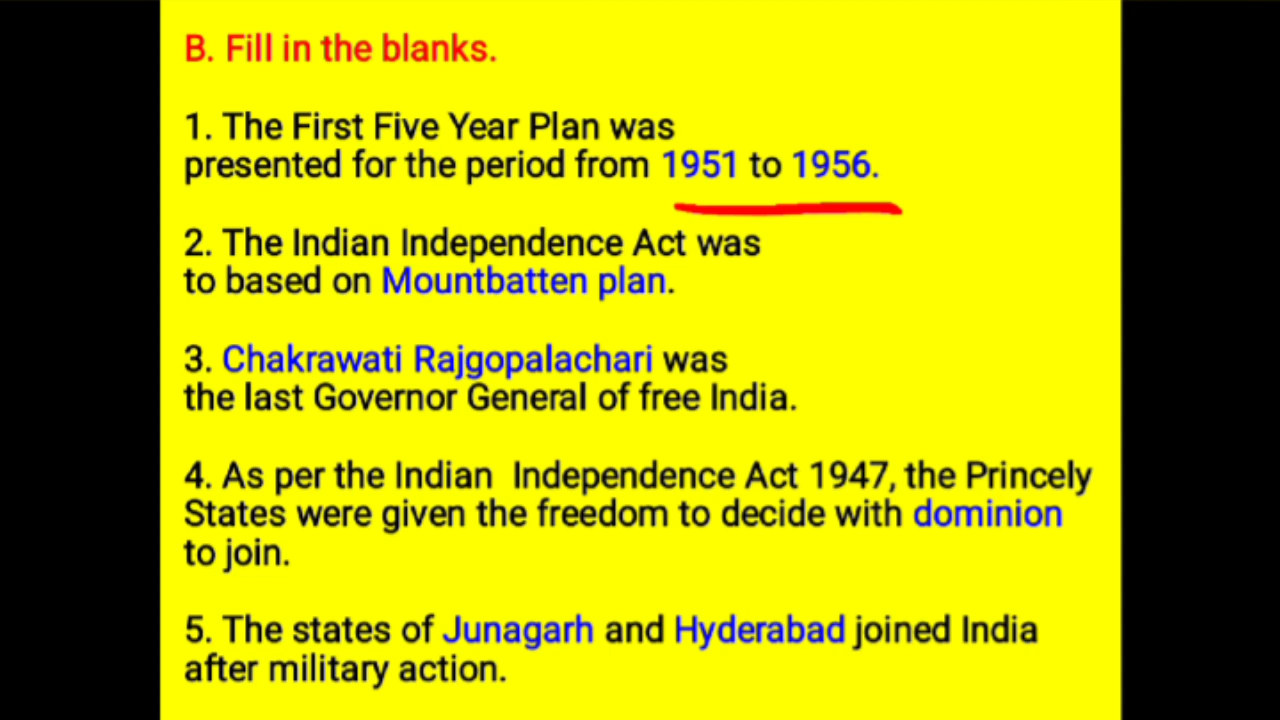 B. Fill in the blanks.
1. The First Five Year Plan was
presented for the period from 1951 to 1956.
2. The Indian Independence Act was
to based on Mountbatten plan.
3. Chakrawati Rajgopalachari was
the last Governor General of free India.
4. As per the Indian  Independence Act 1947, the Princely
States were given the freedom to decide with dominion
to join.
5. The states of Junagarh and Hyderabad joined India
after military action.